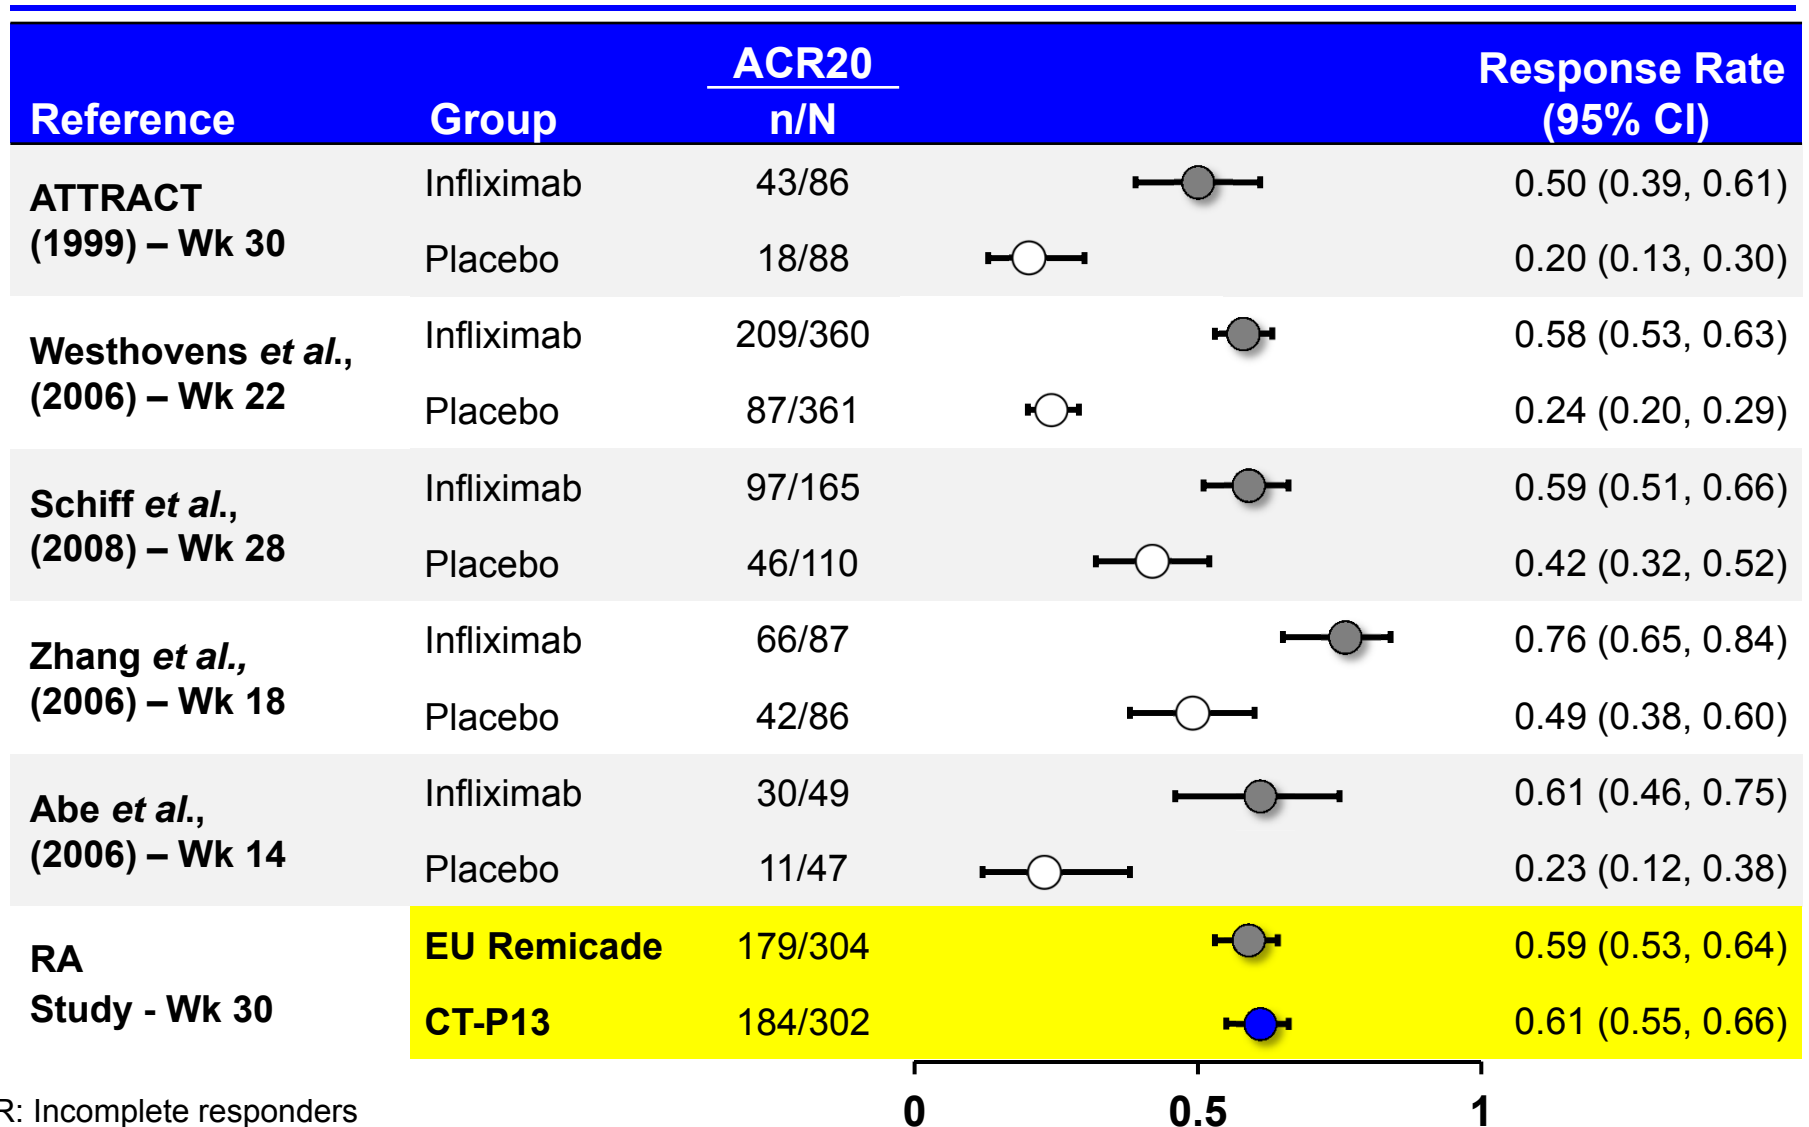 ACR20
Response Rate
Reference Group n/N (95% CI)
ATTRACT
(1999) – Wk 30
Infliximab 43/86 0.50 (0.39, 0.61)
Placebo 18/88 0.20 (0.13, 0.30)
Westhovens et al.,
(2006) – Wk 22
Infliximab 209/360 0.58 (0.53, 0.63)
Placebo 87/361 0.24 (0.20, 0.29)
Schiff et al.,
(2008) – Wk 28
Infliximab 97/165 0.59 (0.51, 0.66)
Placebo 46/110 0.42 (0.32, 0.52)
Zhang et al.,
(2006) – Wk 18
Infliximab 66/87 0.76 (0.65, 0.84)
Placebo 42/86 0.49 (0.38, 0.60)
Abe et al.,
(2006) – Wk 14
Infliximab 30/49 0.61 (0.46, 0.75)
Placebo 11/47 0.23 (0.12, 0.38)
RA
Study - Wk 30
EU Remicade 179/304 0.59 (0.53, 0.64)
CT-P13 184/302 0.61 (0.55, 0.66)
0 0.5 1
R: Incomplete responders